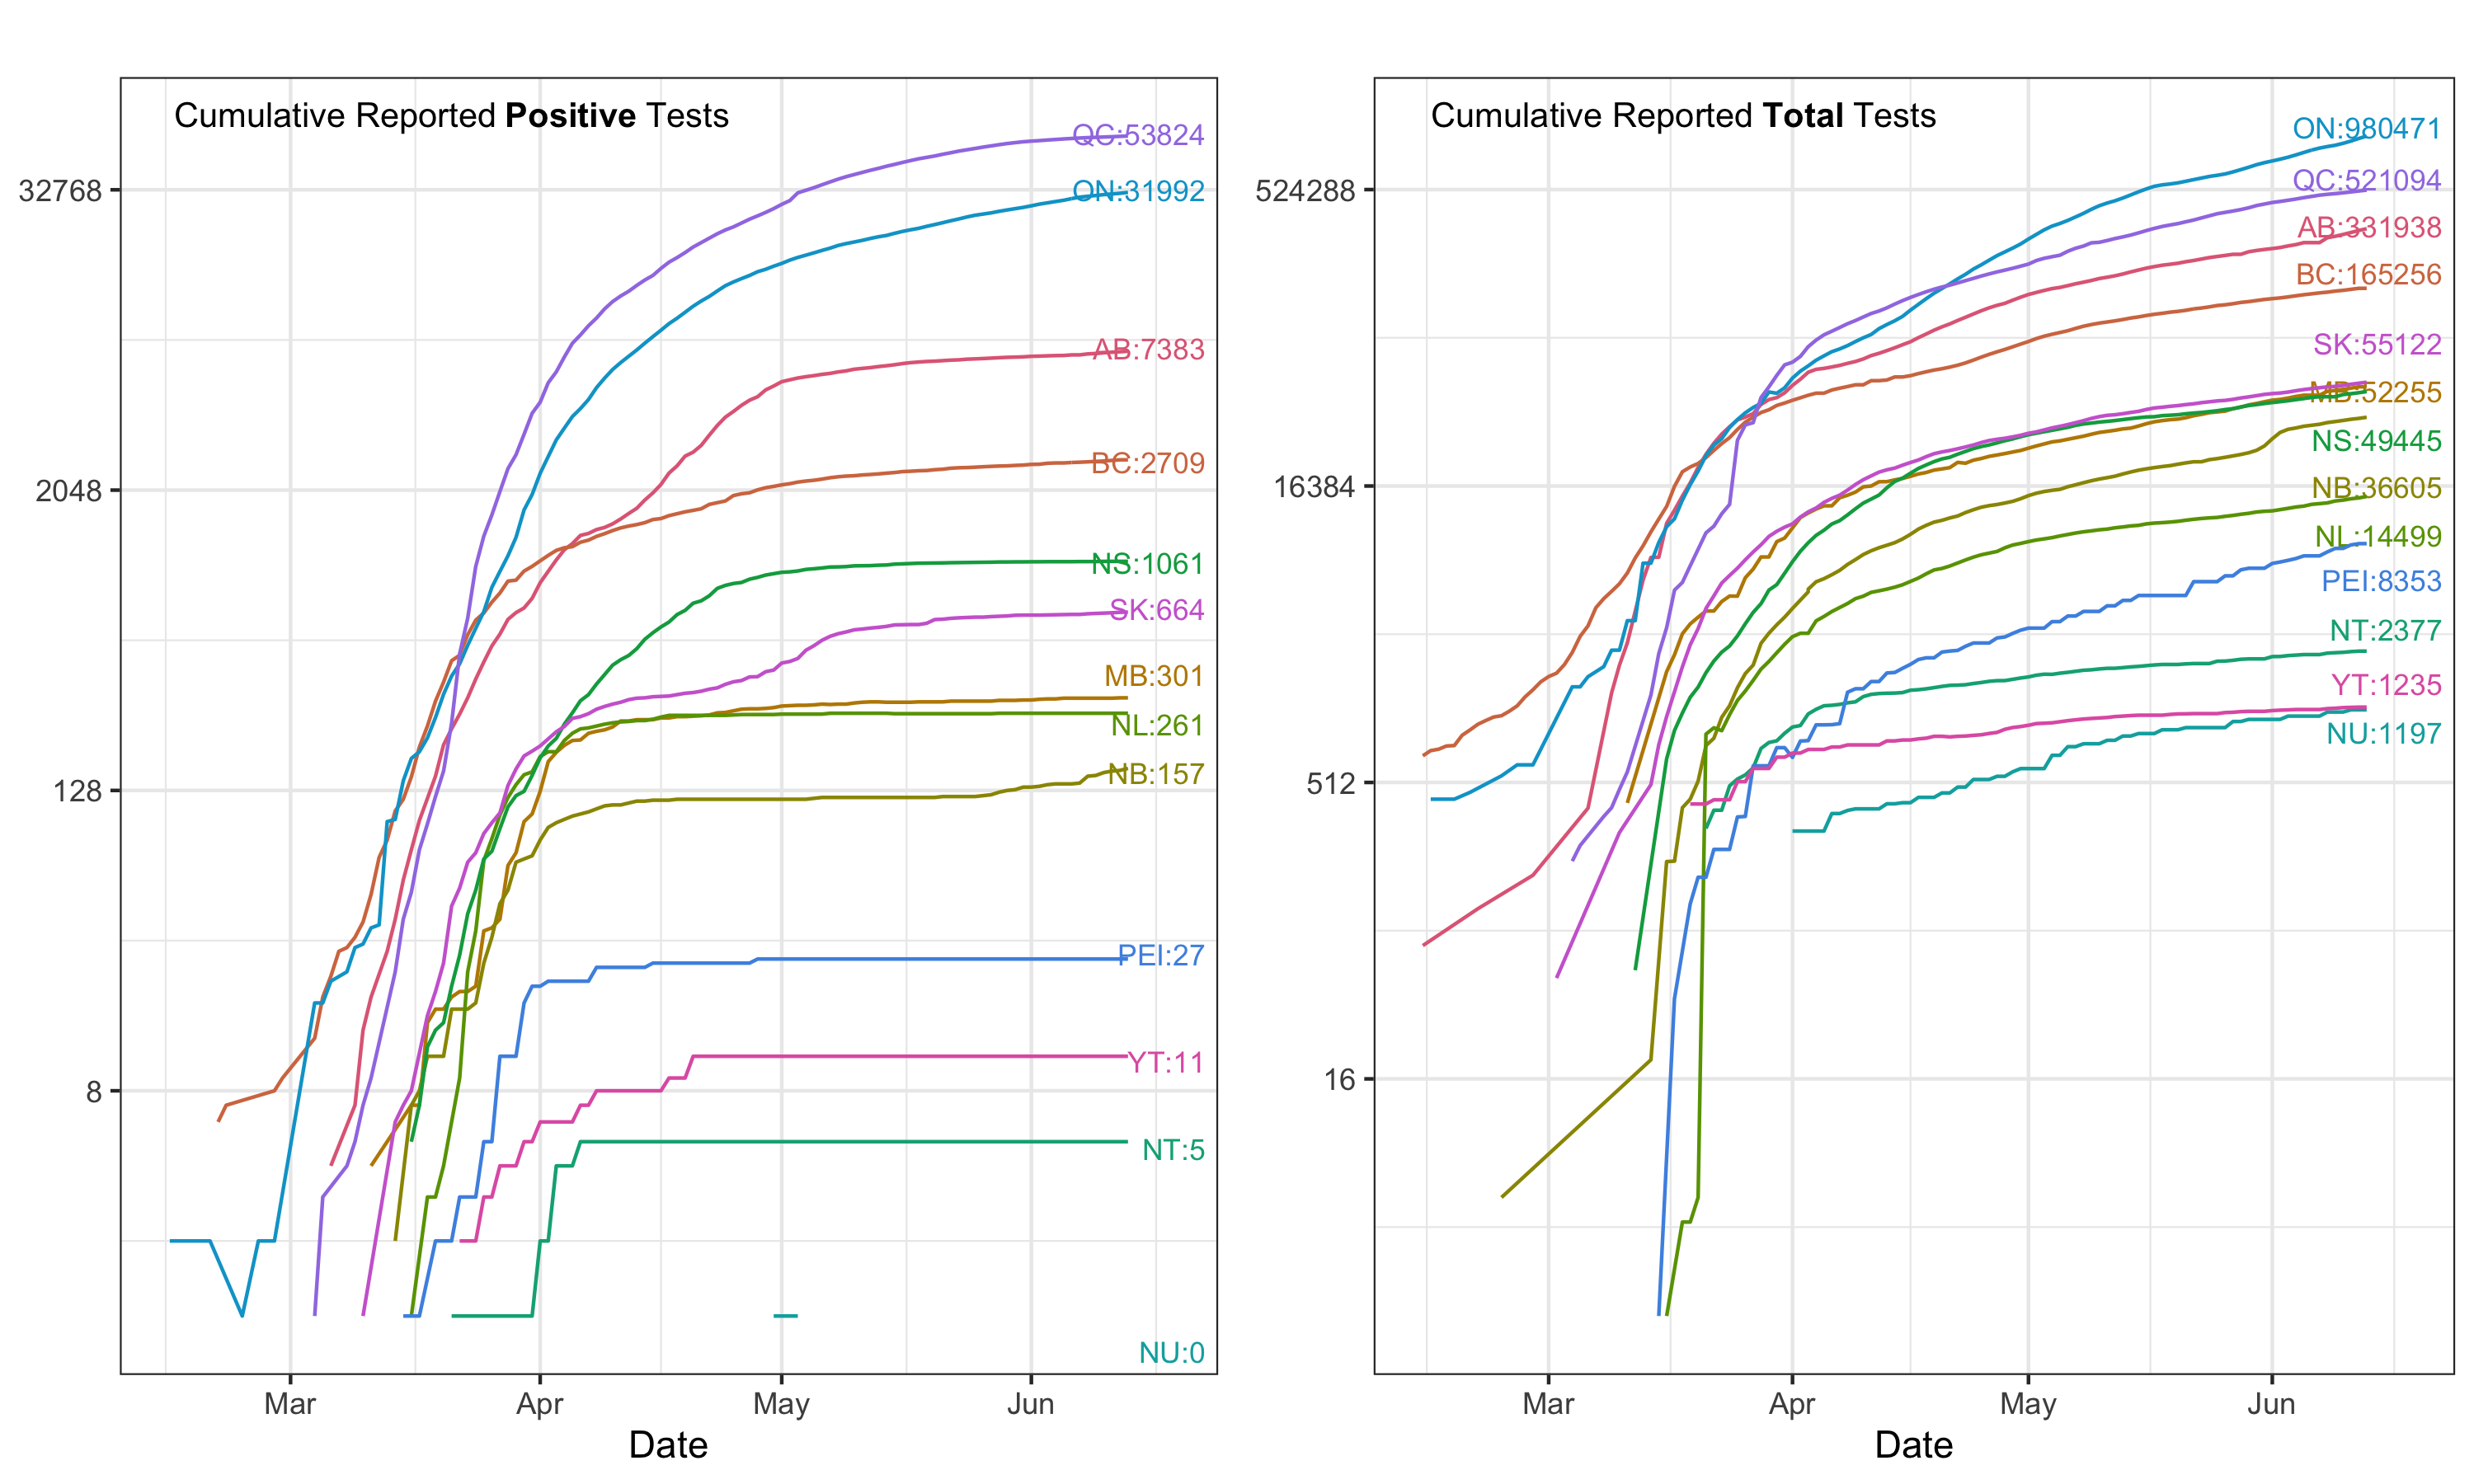 Cumulative Reported Positive Tests
QC:53824
ON:31992
AB:7383
BC:2709
NS:1061
SK:664
MB:301
NL:261
NB:157
PEI:27
YT:11
NT:5
NU:0
32768
2048
128
8
Mar Apr May Jun
Date
Cumulative Reported Total Tests
ON:980471
QC:521094
AB:331938
BC:165256
SK:55122
MB:52255
NS:49445
NB:36605
NL:14499
PEI:8353
NT:2377
YT:1235
NU:1197
524288
16384
512
16
Mar Apr May Jun
Date